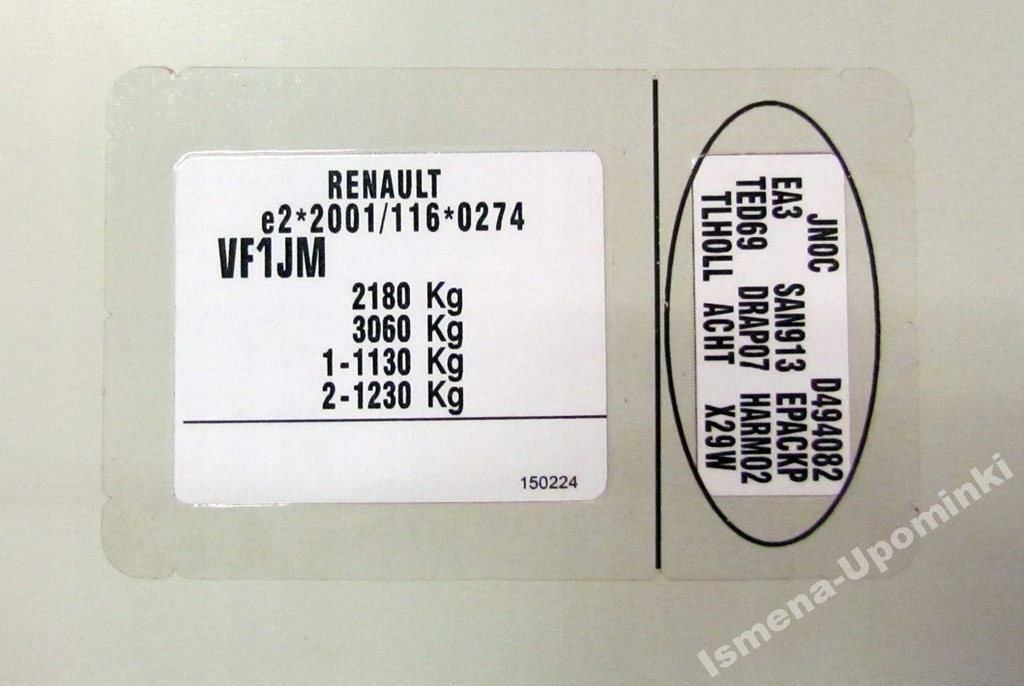 RENAULT
e2*2001/116*0274
VF1JM
2180 Kg
3060 Kg
1-1130 Kg
2-1230 Kg
150224
JNOC D494082
EA3 SAN913 EPACKP
TED69 DRAP07 HARM02
TLHOLL ACHT X29W
Ismena-Upominki